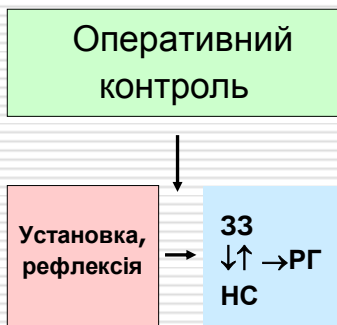 Оперативний
контроль
Установка,
рефлексія
ЗЗ
↓↑ →РГ
НС